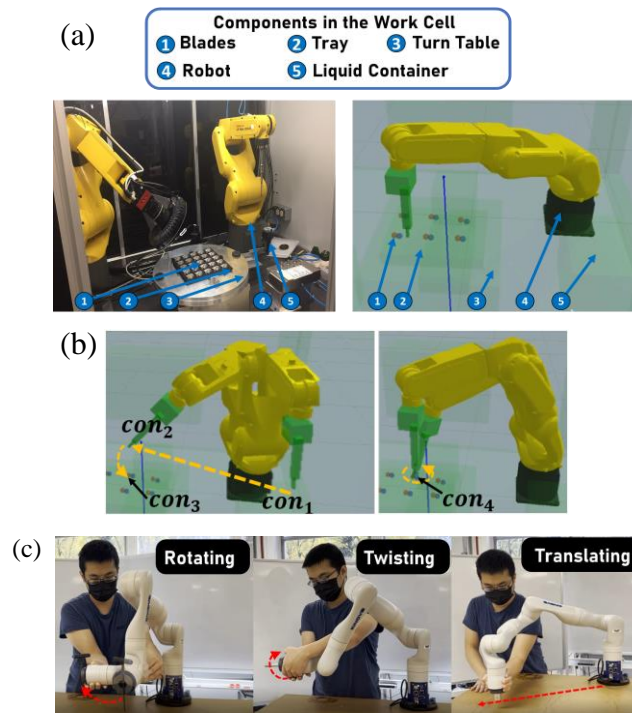 (a)
Components in the Work Cell
1 Blades 2 Tray 3 Turn Table
4 Robot 5 Liquid Container
1 2 3 4 5
1 2 3 4 5
(b)
con₂
con₃
con₁
con₄
(c)
Rotating Twisting Translating